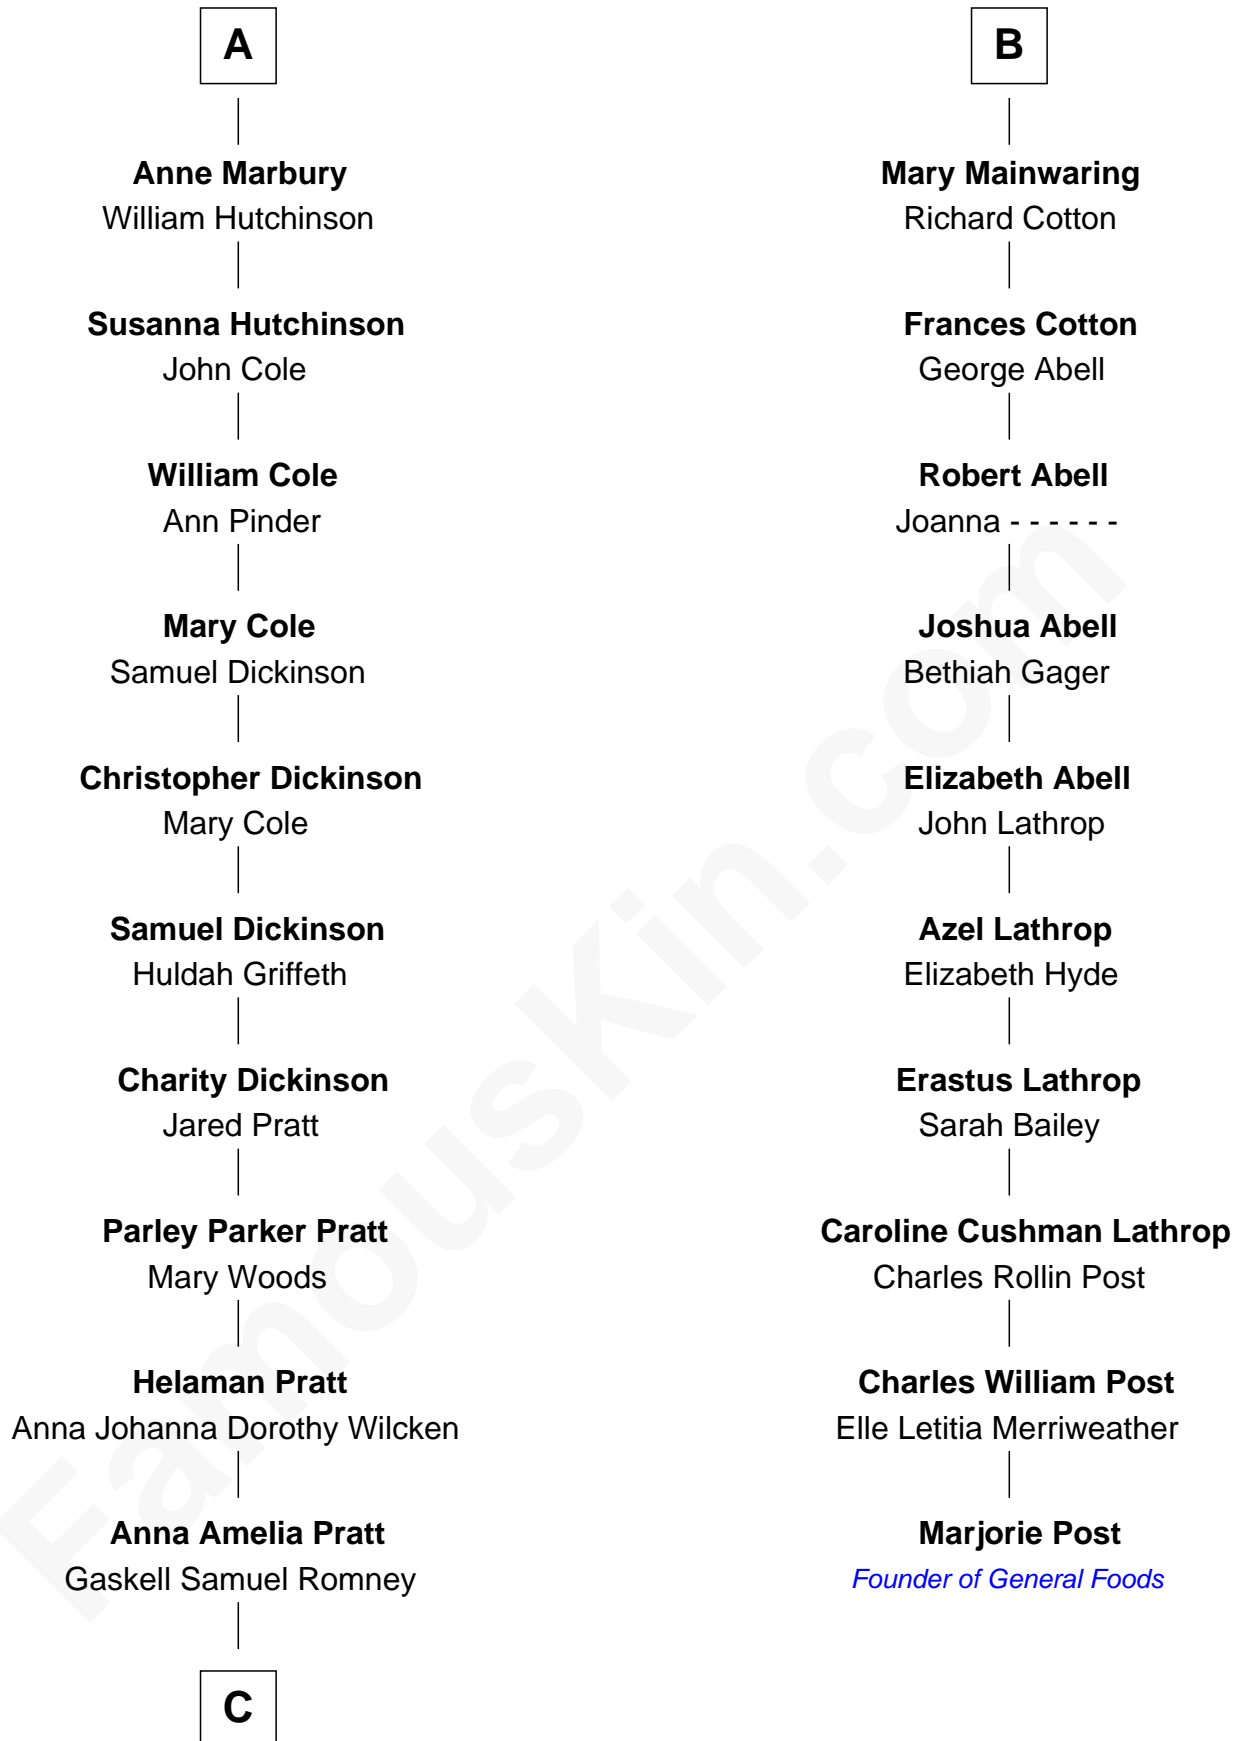 A
Anne Marbury
William Hutchinson
Susanna Hutchinson
John Cole
William Cole
Ann Pinder
Mary Cole
Samuel Dickinson
Christopher Dickinson
Mary Cole
Samuel Dickinson
Huldah Griffeth
Charity Dickinson
Jared Pratt
Parley Parker Pratt
Mary Woods
Helaman Pratt
Anna Johanna Dorothy Wilcken
Anna Amelia Pratt
Gaskell Samuel Romney
C
B
Mary Mainwaring
Richard Cotton
Frances Cotton
George Abell
Robert Abell
Joanna - - - - - -
Joshua Abell
Bethiah Gager
Elizabeth Abell
John Lathrop
Azel Lathrop
Elizabeth Hyde
Erastus Lathrop
Sarah Bailey
Caroline Cushman Lathrop
Charles Rollin Post
Charles William Post
Elle Letitia Merriweather
Marjorie Post
Founder of General Foods
FamousKin.com